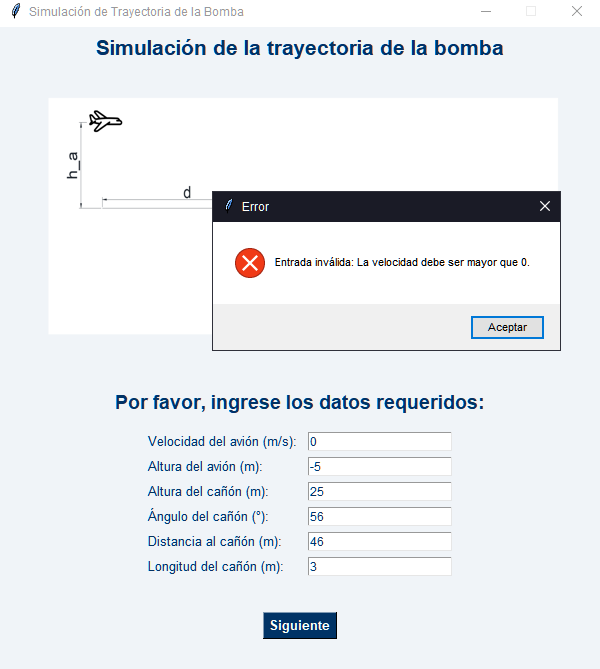 Simulación de Trayectoria de la Bomba
Simulación de la trayectoria de la bomba
h_a
d
Error
Entrada inválida: La velocidad debe ser mayor que 0.
Aceptar
Por favor, ingrese los datos requeridos:
Velocidad del avión (m/s): 0
Altura del avión (m): -5
Altura del cañón (m): 25
Ángulo del cañón (°): 56
Distancia al cañón (m): 46
Longitud del cañón (m): 3
Siguiente